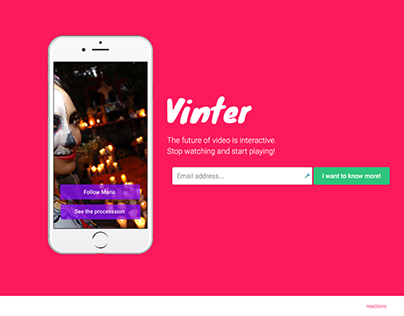 Vinter
The future of video is interactive.
Stop watching and start playing!
Email address...
I want to know more!
Follow Maria
See the processsion
reactions